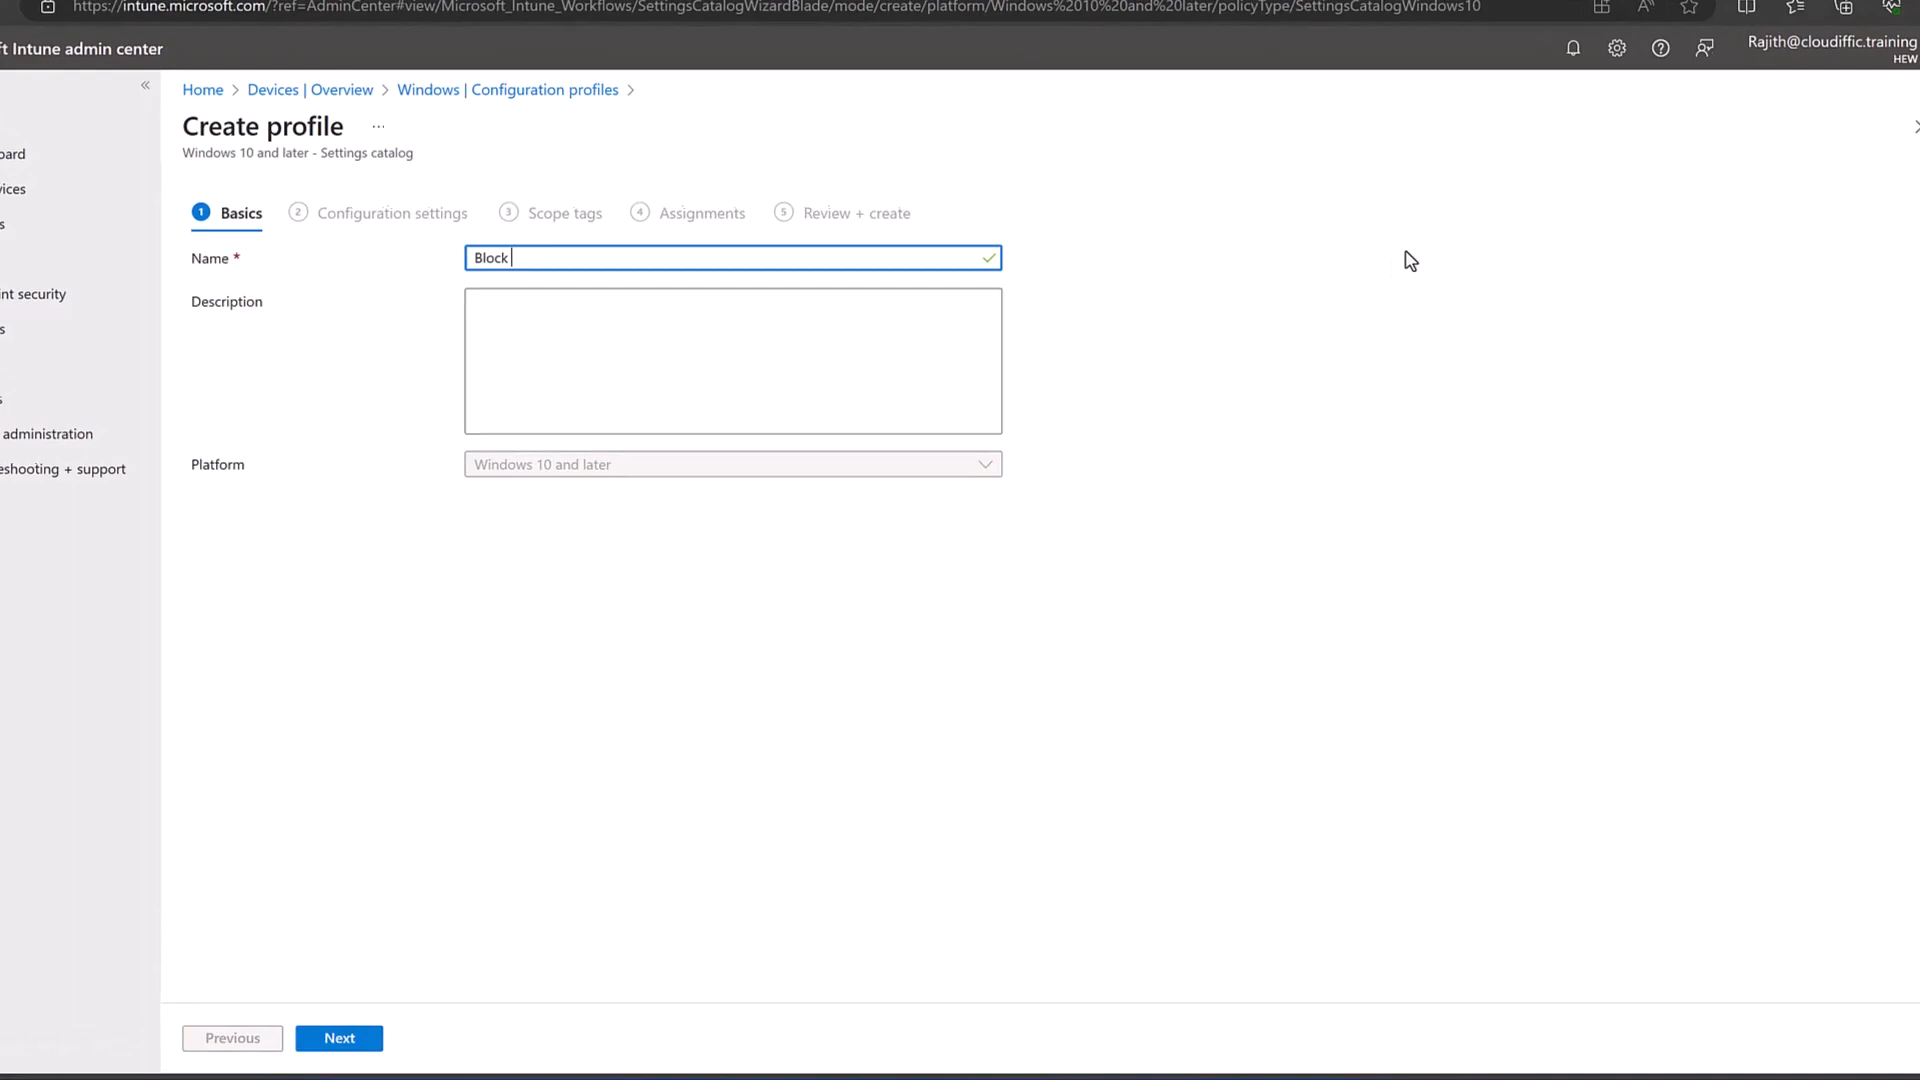 https://intune.microsoft.com/?ref=AdminCenter#view/Microsoft_Intune_Workflows/SettingsCatalogWizardBlade/mode/create/platform/Windows%2010%20and%20later/policyType/SettingsCatalogWindows10
ft Intune admin center
Rajith@cloudiffic.training
HEW
Home > Devices | Overview > Windows | Configuration profiles >
Create profile ...
Windows 10 and later - Settings catalog
oard
vices
s
int security
s
s
administration
eshooting + support
1 Basics 2 Configuration settings 3 Scope tags 4 Assignments 5 Review + create
Name * Block
Description
Platform Windows 10 and later
Previous Next